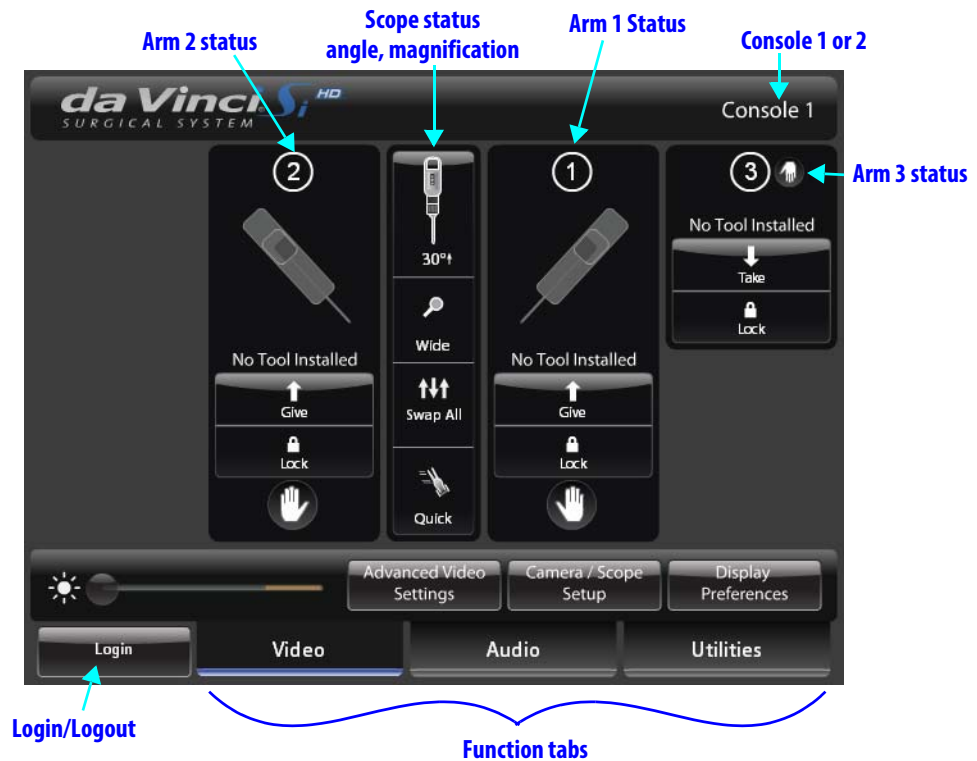 Scope status
angle, magnification
Arm 2 status
Arm 1 Status
Console 1 or 2
da Vinci Si HD
SURGICAL SYSTEM
Console 1
2
1
3
Arm 3 status
30°
Wide
Swap All
Quick
No Tool Installed
Give
Lock
No Tool Installed
Give
Lock
No Tool Installed
Take
Lock
Advanced Video
Settings
Camera / Scope
Setup
Display
Preferences
Login
Video
Audio
Utilities
Login/Logout
Function tabs